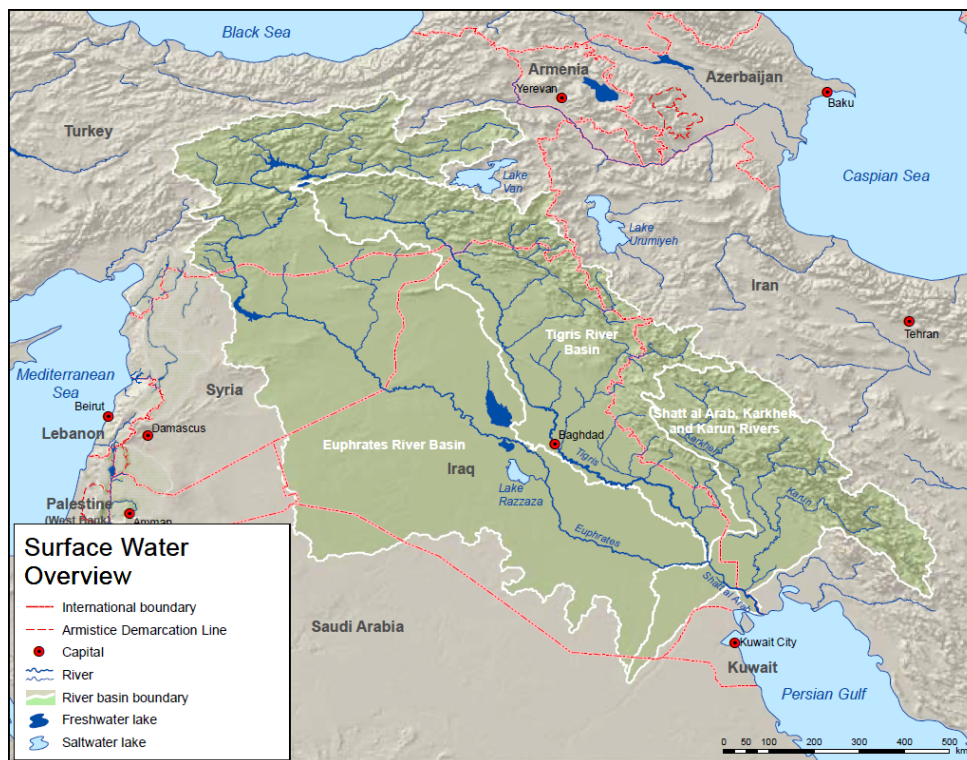 Black Sea
Armenia
Azerbaijan
Yerevan
Baku
Turkey
Caspian Sea
Lake
Van
Lake
Urumiyeh
Iran
Tehran
Tigris River
Basin
Mediterranean
Sea
Syria
Beirut
Lebanon
Damascus
Shatt al Arab, Karkheh
and Karun Rivers
Karkheh
Euphrates River Basin
Baghdad
Tigris
Iraq
Lake
Razzaza
Karun
Palestine
(West Bank)
Amman
Euphrates
Shatt al Arab
Saudi Arabia
Kuwait City
Kuwait
Persian Gulf
Surface Water
Overview
International boundary
Armistice Demarcation Line
Capital
River
River basin boundary
Freshwater lake
Saltwater lake
0 50 100 200 300 400 500
km